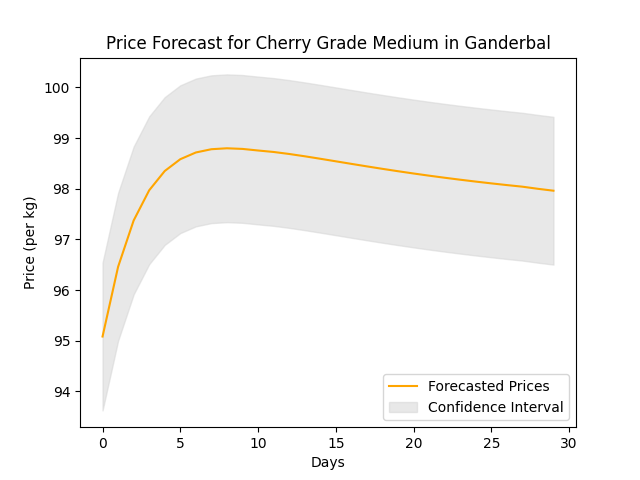 Price Forecast for Cherry Grade Medium in Ganderbal
Price (per kg)
100
99
98
97
96
95
94
Forecasted Prices
Confidence Interval
0 5 10 15 20 25 30
Days